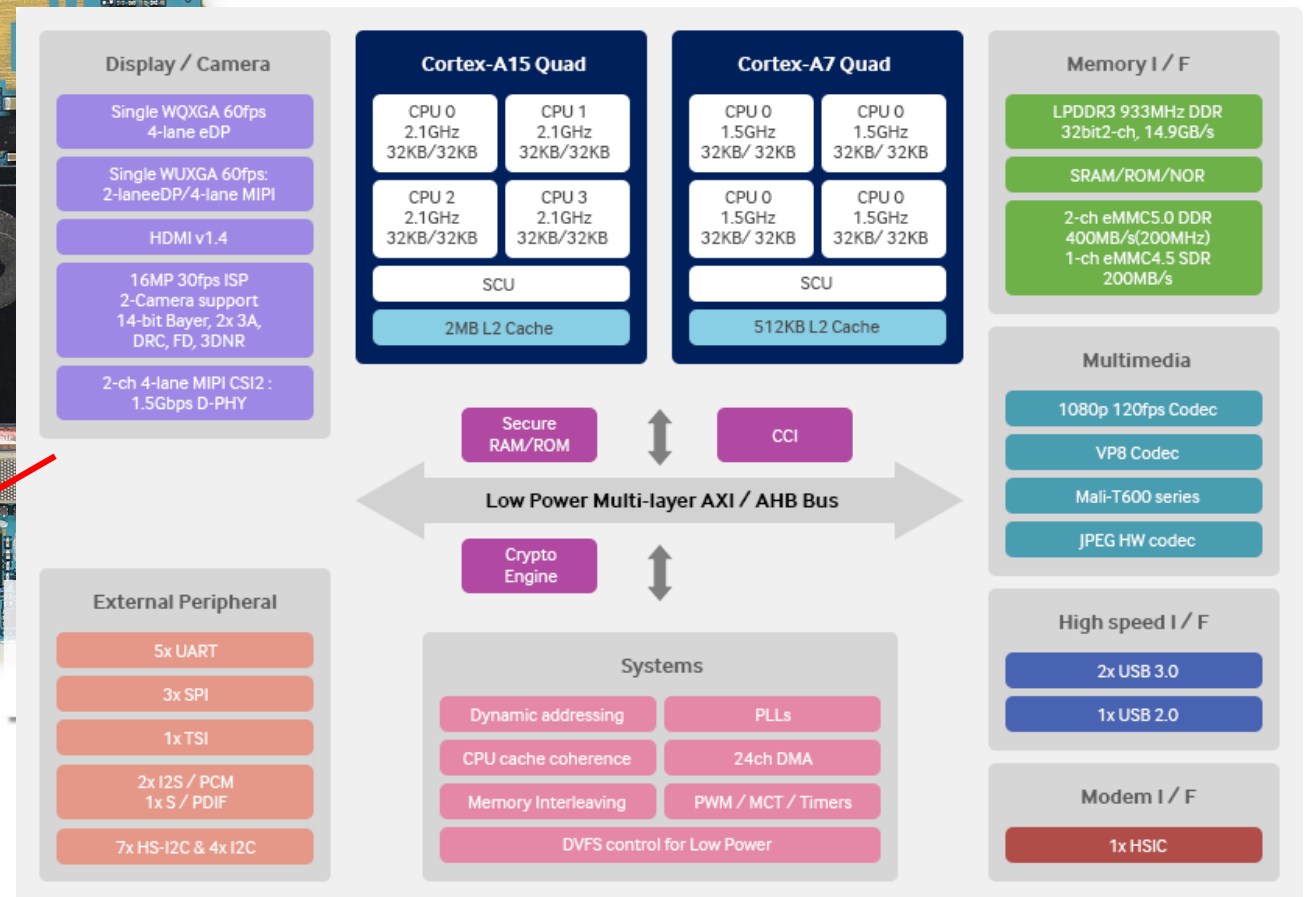 Display / Camera
Single WQXGA 60fps
4-lane eDP
Single WUXGA 60fps:
2-laneeDP/4-lane MIPI
HDMI v1.4
16MP 30fps ISP
2-Camera support
14-bit Bayer, 2x 3A,
DRC, FD, 3DNR
2-ch 4-lane MIPI CSI2 :
1.5Gbps D-PHY
Cortex-A15 Quad
CPU 0
2.1GHz
32KB/32KB
CPU 1
2.1GHz
32KB/32KB
CPU 2
2.1GHz
32KB/32KB
CPU 3
2.1GHz
32KB/32KB
SCU
2MB L2 Cache
Cortex-A7 Quad
CPU 0
1.5GHz
32KB/ 32KB
CPU 0
1.5GHz
32KB/ 32KB
CPU 0
1.5GHz
32KB/ 32KB
CPU 0
1.5GHz
32KB/ 32KB
SCU
512KB L2 Cache
Memory I / F
LPDDR3 933MHz DDR
32bit2-ch, 14.9GB/s
SRAM/ROM/NOR
2-ch eMMC5.0 DDR
400MB/s(200MHz)
1-ch eMMC4.5 SDR
200MB/s
Secure
RAM/ROM
CCI
Low Power Multi-layer AXI / AHB Bus
Crypto
Engine
Multimedia
1080p 120fps Codec
VP8 Codec
Mali-T600 series
JPEG HW codec
External Peripheral
5x UART
3x SPI
1x TSI
2x I2S / PCM
1x S / PDIF
7x HS-I2C & 4x I2C
Systems
Dynamic addressing
PLLs
CPU cache coherence
24ch DMA
Memory Interleaving
PWM / MCT / Timers
DVFS control for Low Power
High speed I / F
2x USB 3.0
1x USB 2.0
Modem I / F
1x HSIC